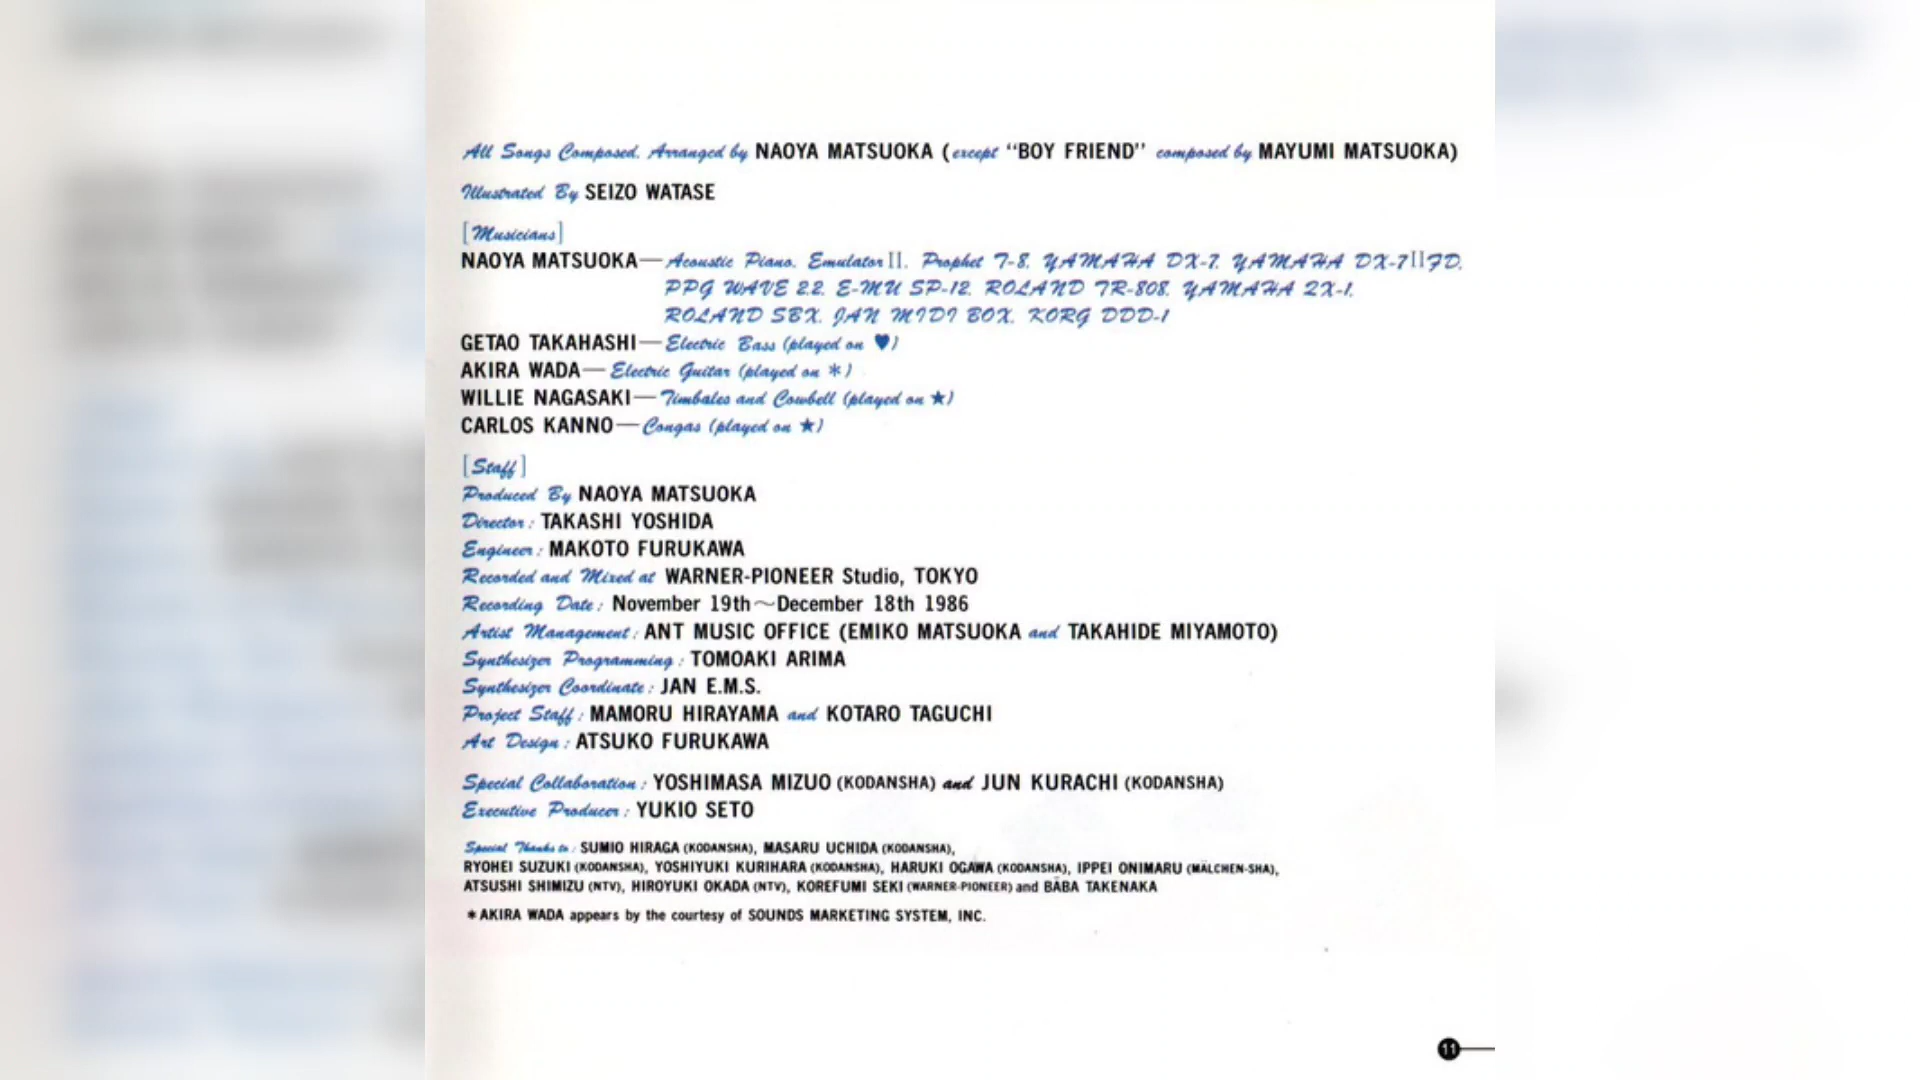 All Songs Composed, Arranged by NAOYA MATSUOKA (except "BOY FRIEND" composed by MAYUMI MATSUOKA)
Illustrated By SEIZO WATASE
[Musicians]
NAOYA MATSUOKA—Acoustic Piano, Emulator II, Prophet T-8, YAMAHA DX-7, YAMAHA DX-7IIFD,
PPG WAVE 2.2, E-MU SP-12, ROLAND TR-808, YAMAHA QX-1,
ROLAND SBX, JAN MIDI BOX, KORG DDD-1
GETAO TAKAHASHI—Electric Bass (played on ♥)
AKIRA WADA—Electric Guitar (played on *)
WILLIE NAGASAKI—Timbales and Cowbell (played on ★)
CARLOS KANNO—Congas (played on ★)
[Staff]
Produced By NAOYA MATSUOKA
Director: TAKASHI YOSHIDA
Engineer: MAKOTO FURUKAWA
Recorded and Mixed at WARNER-PIONEER Studio, TOKYO
Recording Date: November 19th~December 18th 1986
Artist Management: ANT MUSIC OFFICE (EMIKO MATSUOKA and TAKAHIDE MIYAMOTO)
Synthesizer Programming: TOMOAKI ARIMA
Synthesizer Coordinate: JAN E.M.S.
Project Staff: MAMORU HIRAYAMA and KOTARO TAGUCHI
Art Design: ATSUKO FURUKAWA
Special Collaboration: YOSHIMASA MIZUO (KODANSHA) and JUN KURACHI (KODANSHA)
Executive Producer: YUKIO SETO
Special Thanks to: SUMIO HIRAGA (KODANSHA), MASARU UCHIDA (KODANSHA),
RYOHEI SUZUKI (KODANSHA), YOSHIYUKI KURIHARA (KODANSHA), HARUKI OGAWA (KODANSHA), IPPEI ONIMARU (MÄLCHEN-SHA),
ATSUSHI SHIMIZU (NTV), HIROYUKI OKADA (NTV), KOREFUMI SEKI (WARNER-PIONEER) and BĀBA TAKENAKA
*AKIRA WADA appears by the courtesy of SOUNDS MARKETING SYSTEM, INC.
11